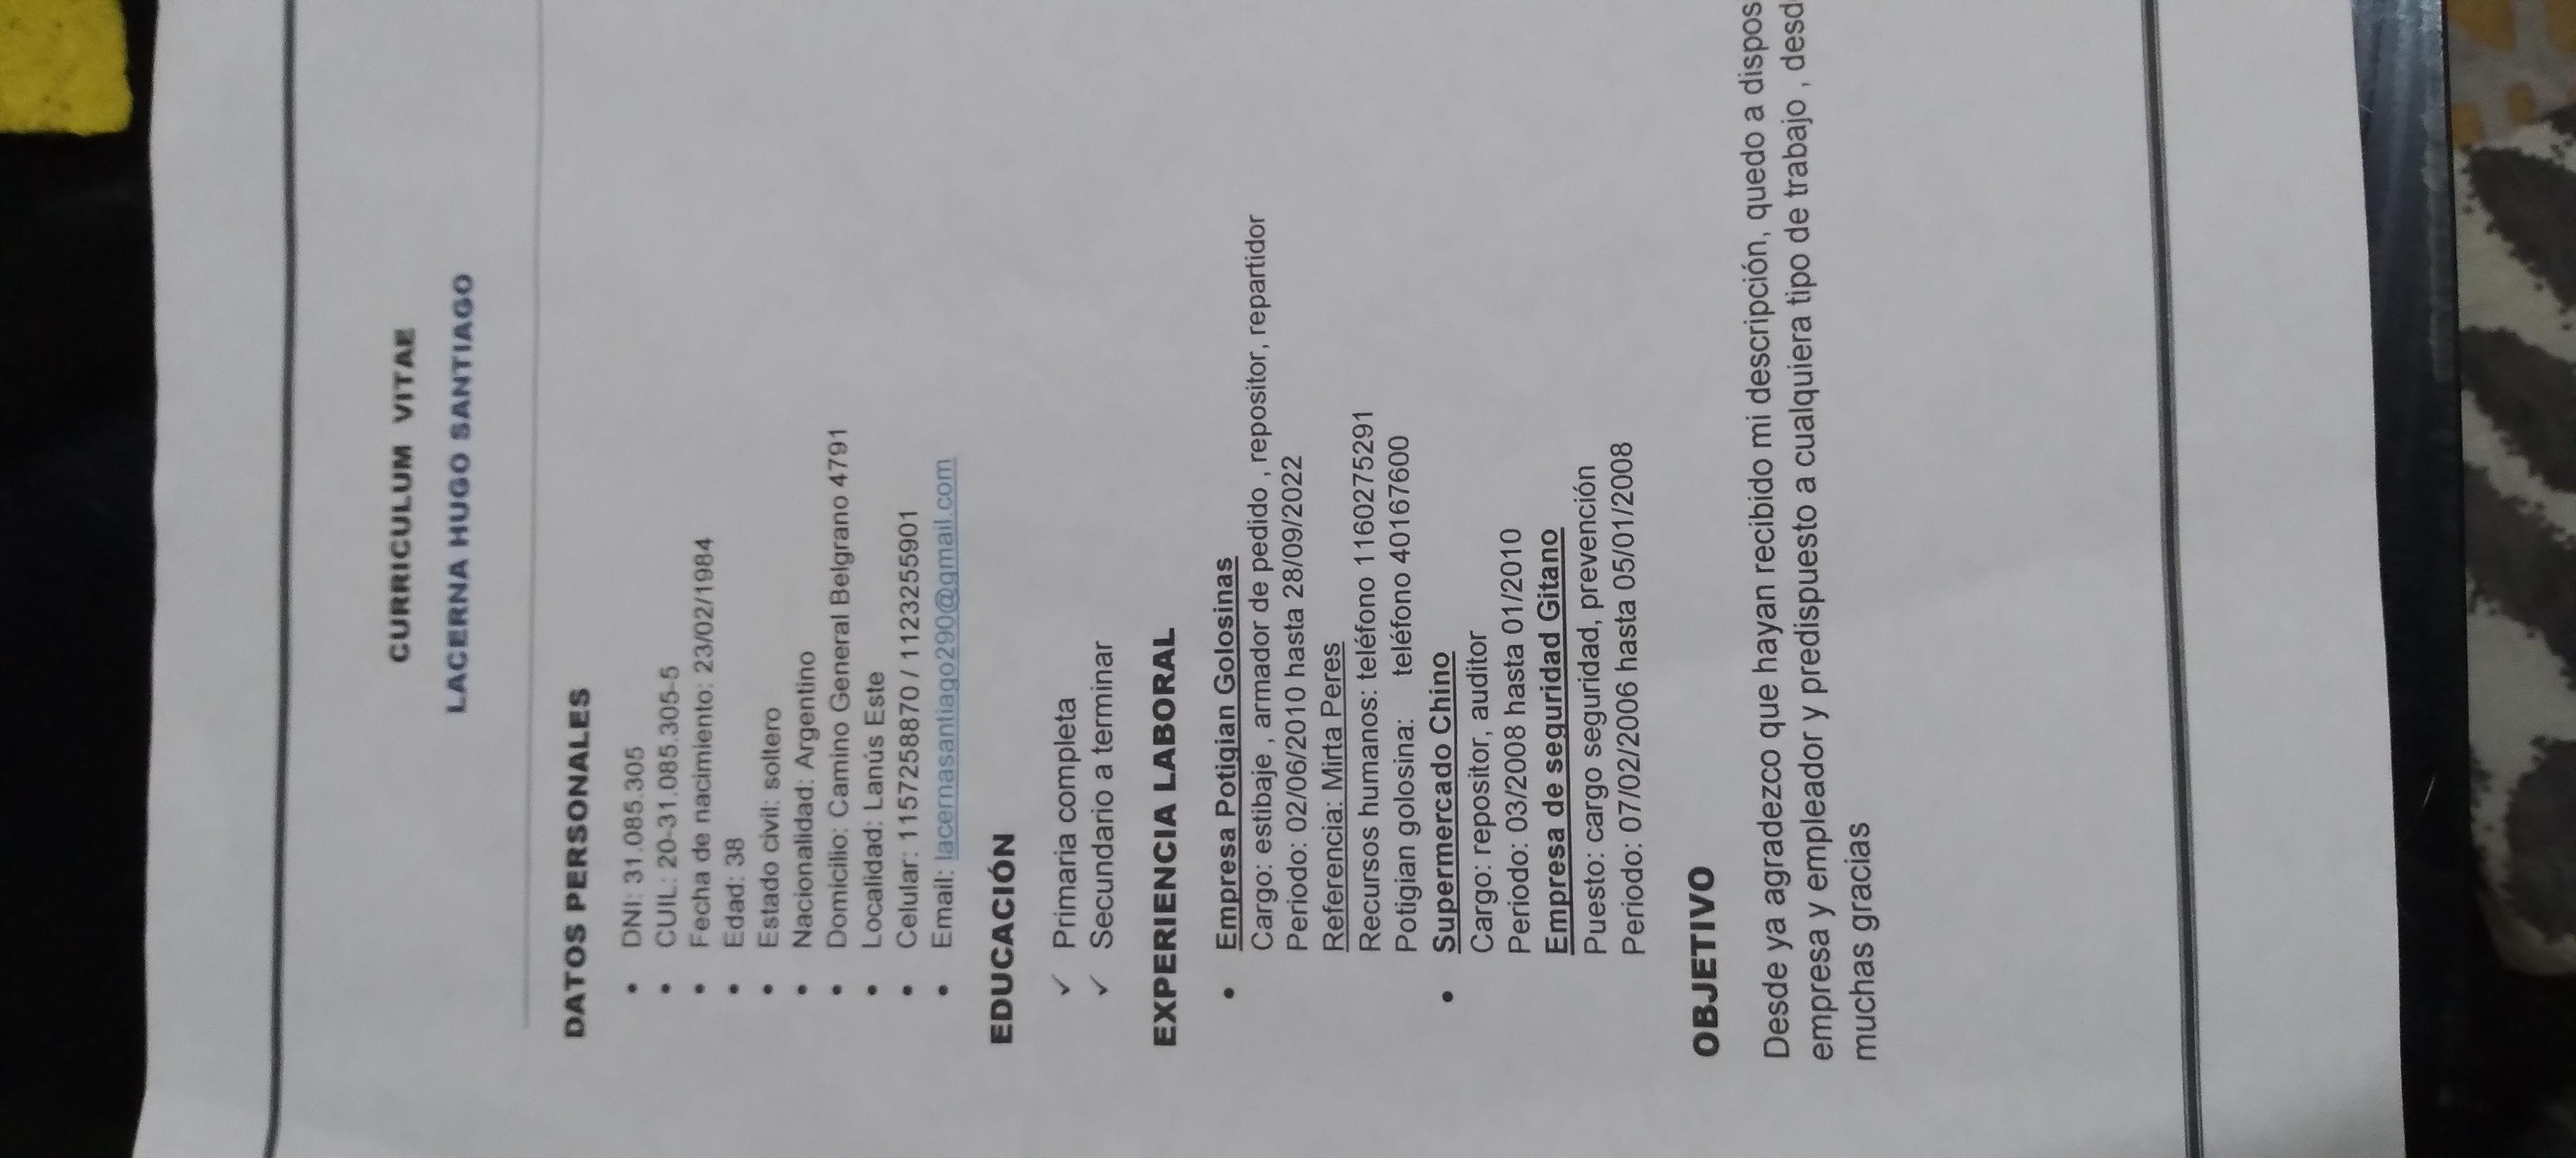 CURRICULUM VITAE
LACERNA HUGO SANTIAGO
DATOS PERSONALES
• DNI: 31.085.305
• CUIL: 20-31.085.305-5
• Fecha de nacimiento: 23/02/1984
• Edad: 38
• Estado civil: soltero
• Nacionalidad: Argentino
• Domicilio: Camino General Belgrano 4791
• Localidad: Lanús Este
• Celular: 1157258870 / 1123255901
• Email: lacernasantiago290@gmail.com
EDUCACIÓN
✓ Primaria completa
✓ Secundario a terminar
EXPERIENCIA LABORAL
• Empresa Potigian Golosinas
Cargo: estibaje , armador de pedido , repositor, repartidor
Periodo: 02/06/2010 hasta 28/09/2022
Referencia: Mirta Peres
Recursos humanos: teléfono 1160275291
Potigian golosina: teléfono 40167600
• Supermercado Chino
Cargo: repositor, auditor
Periodo: 03/2008 hasta 01/2010
Empresa de seguridad Gitano
Puesto: cargo seguridad, prevención
Periodo: 07/02/2006 hasta 05/01/2008
OBJETIVO
Desde ya agradezco que hayan recibido mi descripción, quedo a dispos
empresa y empleador y predispuesto a cualquiera tipo de trabajo , desd
muchas gracias